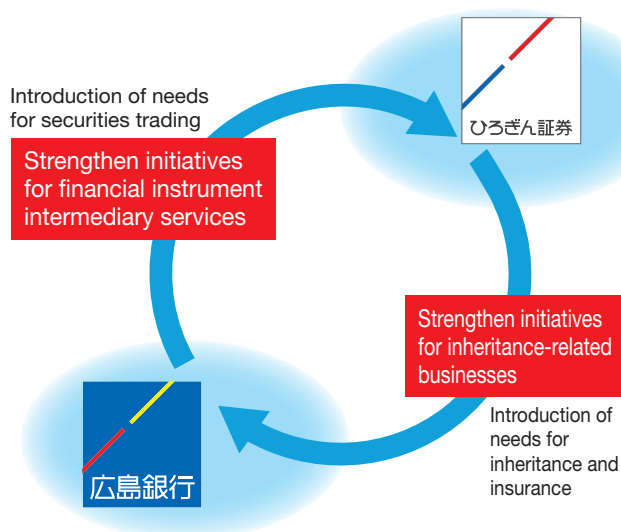 Introduction of needs
for securities trading
Strengthen initiatives
for financial instrument
intermediary services
ひろぎん証券
Strengthen initiatives
for inheritance-related
businesses
Introduction of
needs for
inheritance and
insurance
広島銀行